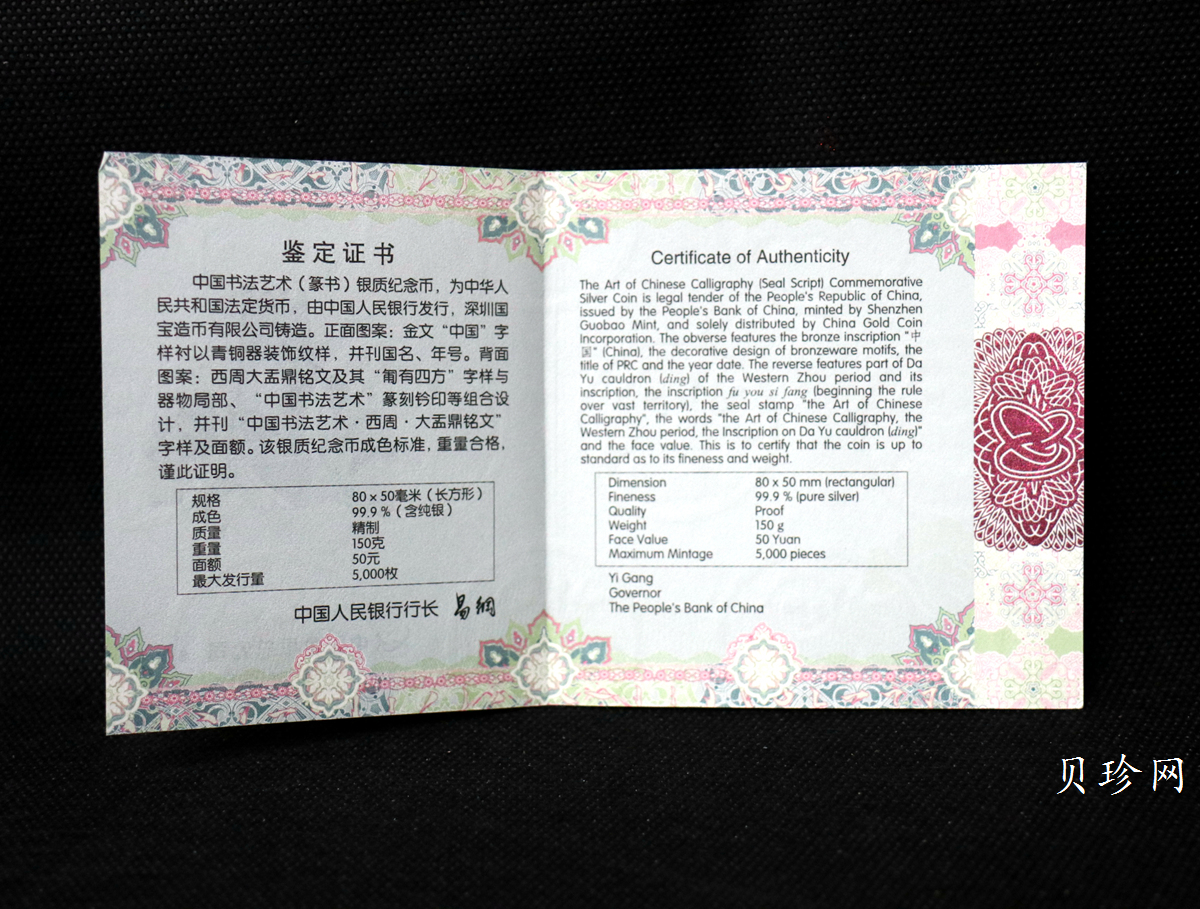 鉴定证书
中国书法艺术（篆书）银质纪念币，为中华人
民共和国法定货币，由中国人民银行发行，深圳国
宝造币有限公司铸造。正面图案：金文“中国”字
样衬以青铜器装饰纹样，并刊国名、年号。背面
图案：西周大盂鼎铭文及其“匍有四方”字样与
器物局部、“中国书法艺术”篆刻钤印等组合设
计，并刊“中国书法艺术·西周·大盂鼎铭文”
字样及面额。该银质纪念币成色标准，重量合格，
谨此证明。
规格 80×50毫米（长方形）
成色 99.9％（含纯银）
质量 精制
重量 150克
面额 50元
最大发行量 5,000枚
中国人民银行行长 易纲
Certificate of Authenticity
The Art of Chinese Calligraphy (Seal Script) Commemorative
Silver Coin is legal tender of the People's Republic of China,
issued by the People's Bank of China, minted by Shenzhen
Guobao Mint, and solely distributed by China Gold Coin
Incorporation. The obverse features the bronze inscription "中
国" (China), the decorative design of bronzeware motifs, the
title of PRC and the year date. The reverse features part of Da
Yu cauldron (ding) of the Western Zhou period and its
inscription, the inscription fu you si fang (beginning the rule
over vast territory), the seal stamp "the Art of Chinese
Calligraphy", the words "the Art of Chinese Calligraphy, the
Western Zhou period, the Inscription on Da Yu cauldron (ding)"
and the face value. This is to certify that the coin is up to
standard as to its fineness and weight.
Dimension 80 x 50 mm (rectangular)
Fineness 99.9 % (pure silver)
Quality Proof
Weight 150 g
Face Value 50 Yuan
Maximum Mintage 5,000 pieces
Yi Gang
Governor
The People's Bank of China
贝珍网